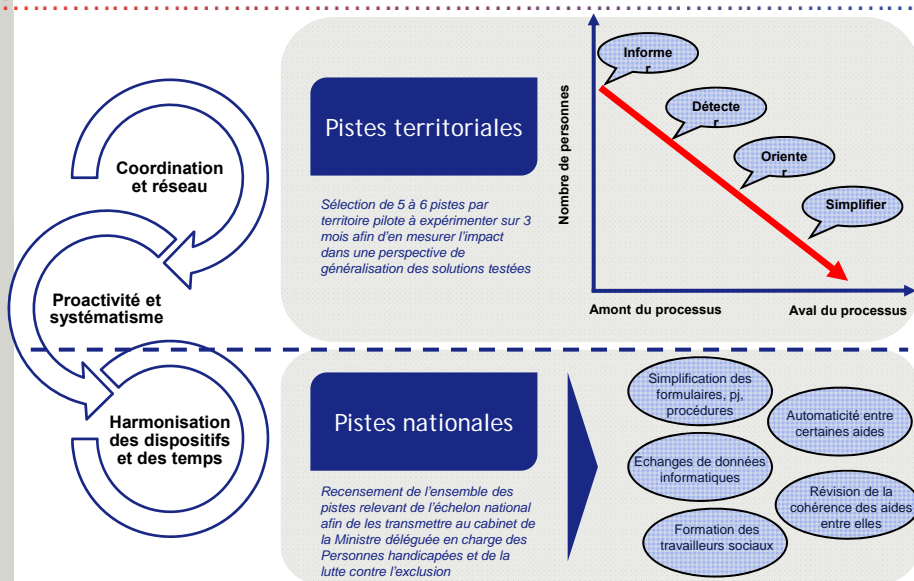 Coordination
et réseau
Proactivité et
systématisme
Harmonisation
des dispositifs
et des temps
Pistes territoriales
Sélection de 5 à 6 pistes par
territoire pilote à expérimenter sur 3
mois afin d'en mesurer l'impact
dans une perspective de
généralisation des solutions testées
Nombre de personnes
Informe
r
Détecte
r
Oriente
r
Simplifier
Amont du processus
Aval du processus
Pistes nationales
Recensement de l'ensemble des
pistes relevant de l'échelon national
afin de les transmettre au cabinet de
la Ministre déléguée en charge des
Personnes handicapées et de la
lutte contre l'exclusion
Simplification des
formulaires, pj,
procédures
Automaticité entre
certaines aides
Echanges de données
informatiques
Révision de la
cohérence des aides
entre elles
Formation des
travailleurs sociaux